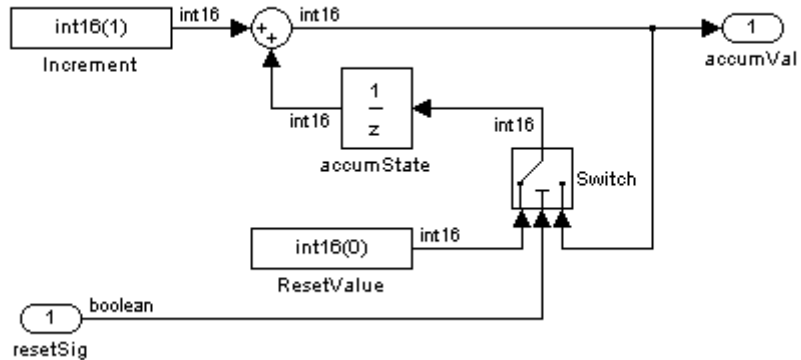 int16(1)
int16
Increment
+
+
int16
1
accumVal
int16
1
z
accumState
int16
Switch
int16(0)
int16
ResetValue
1
boolean
resetSig